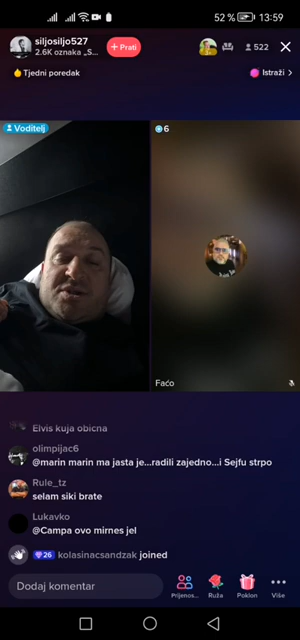 52 % 13:59
siljosiljo527
2.6K oznaka „S...
+ Prati
522
Tjedni poredak
Istraži >
Voditelj
6
Faćo
Elvis kuja obicna
olimpijac6
@marin marin ma jasta je...radili zajedno...i Sejfu strpo
Rule_tz
selam siki brate
Lukavko
@Campa ovo mirnes jel
26 kolasinacsandzak joined
Dodaj komentar
Prijenos...
Ruža
Poklon
Više